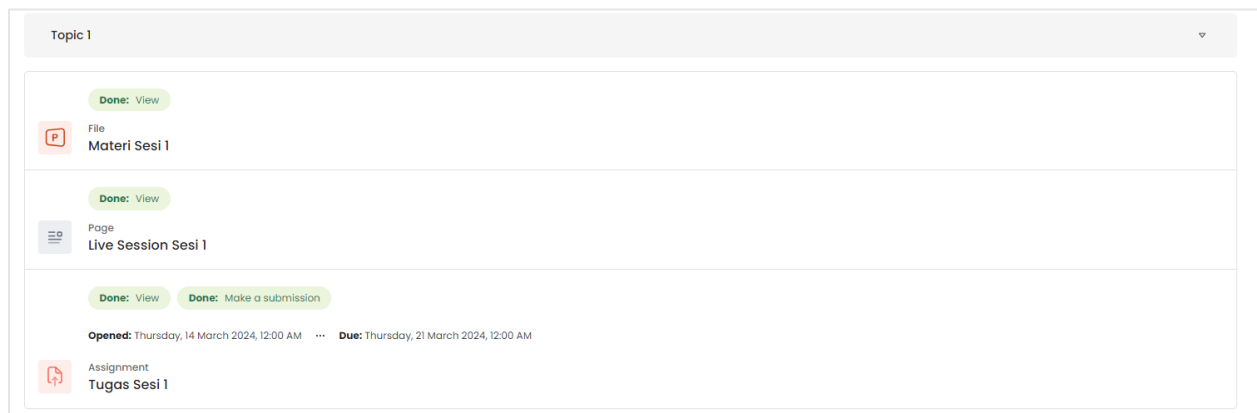 Topic 1
Done: View
File
Materi Sesi 1
Done: View
Page
Live Session Sesi 1
Done: View Done: Make a submission
Opened: Thursday, 14 March 2024, 12:00 AM ... Due: Thursday, 21 March 2024, 12:00 AM
Assignment
Tugas Sesi 1